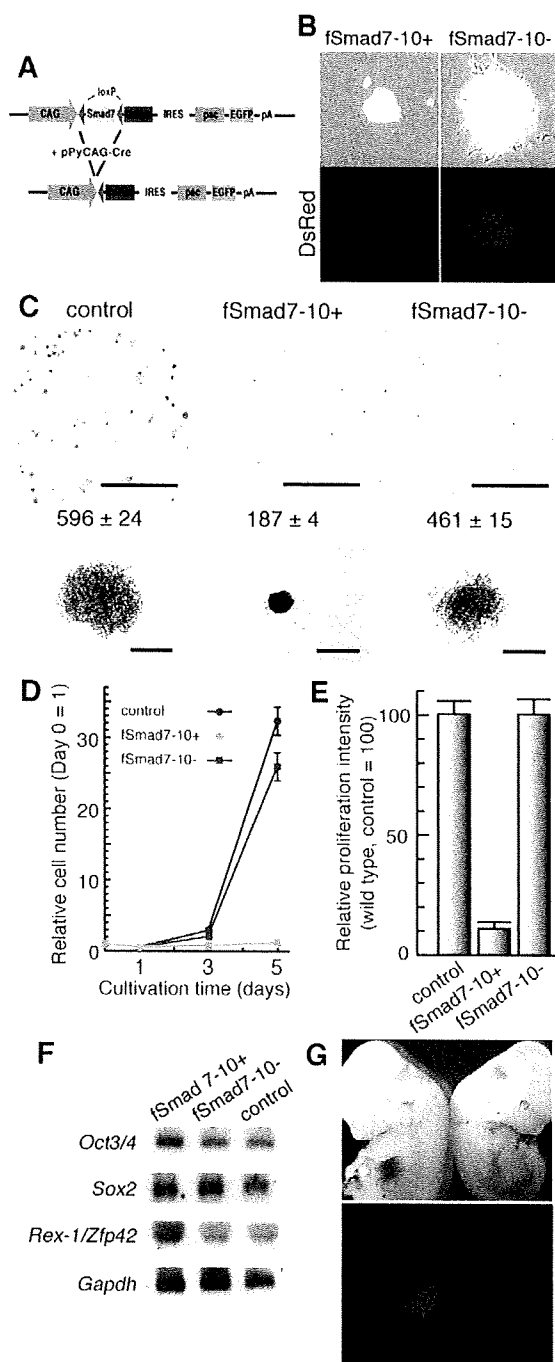 A
loxP
CAG
Smad7
IRES
pac
EGFP
pA
+ pPyCAG-Cre
CAG
IRES
pac
EGFP
pA
B
fSmad7-10+
fSmad7-10-
DsRed
C
control
fSmad7-10+
fSmad7-10-
596 ± 24
187 ± 4
461 ± 15
D
Relative cell number (Day 0 = 1)
30
20
10
0
control
fSmad7-10+
fSmad7-10-
1
3
5
Cultivation time (days)
E
Relative proliferation intensity
(wild type, control = 100)
100
50
0
control
fSmad7-10+
fSmad7-10-
F
fSmad 7-10+
fSmad7-10-
control
Oct3/4
Sox2
Rex-1/Zfp42
Gapdh
G